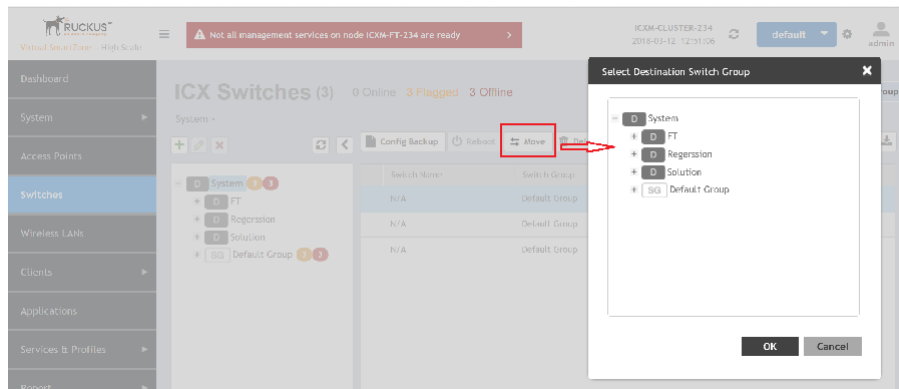 RUCKUS
Virtual SmartZone - High Scale
Not all management services on node ICXM-FT-234 are ready
ICXM-CLUSTER-234
2018-03-12 12:51:06
default
admin
Dashboard
System
Access Points
Switches
Wireless LANs
Clients
Applications
Services & Profiles
Report
ICX Switches (3) 0 Online 3 Flagged 3 Offline
System
Config Backup Reboot Move
Switch Name Switch Group
N/A Default Group
N/A Default Group
N/A Default Group
D System 3 3
D FT
D Regerssion
D Solution
SG Default Group 3 3
Select Destination Switch Group
D System
D FT
D Regerssion
D Solution
SG Default Group
OK Cancel